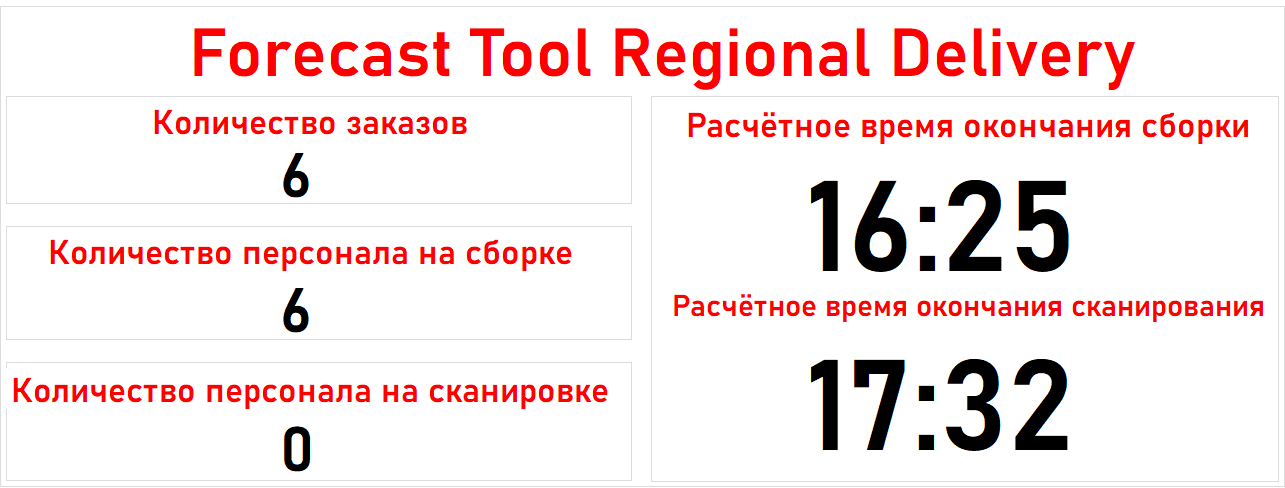 Forecast Tool Regional Delivery
Количество заказов
6
Количество персонала на сборке
6
Количество персонала на сканировке
0
Расчётное время окончания сборки
16:25
Расчётное время окончания сканирования
17:32